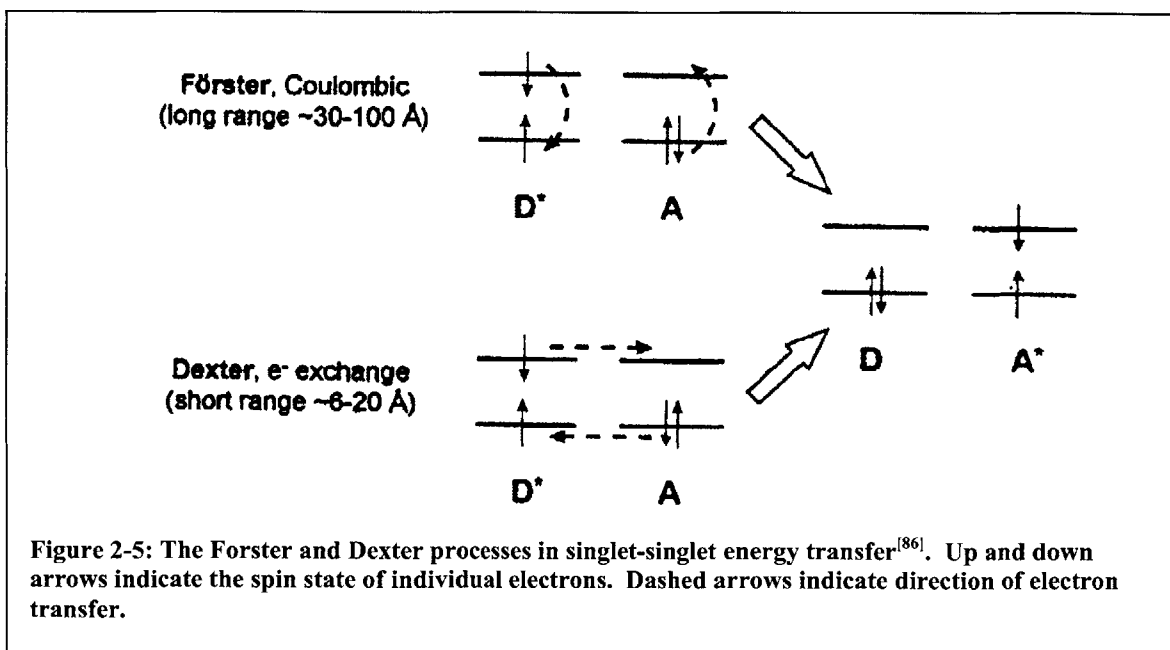 Förster, Coulombic
(long range ~30-100 Å)
D* A
D A*
Dexter, e- exchange
(short range ~6-20 Å)
D* A
Figure 2-5: The Forster and Dexter processes in singlet-singlet energy transfer[86]. Up and down
arrows indicate the spin state of individual electrons. Dashed arrows indicate direction of electron
transfer.